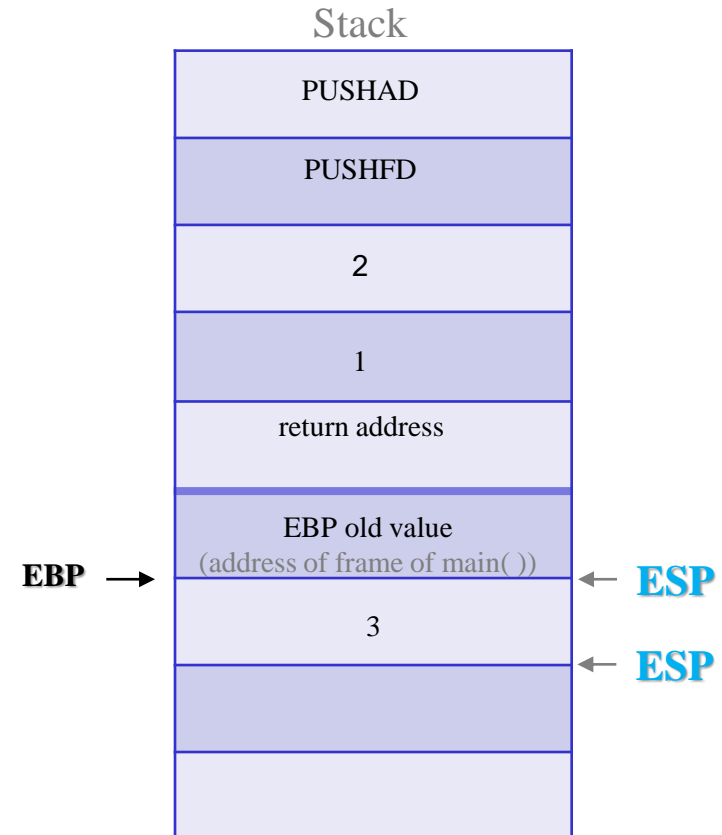 Stack
PUSHAD
PUSHFD
2
1
return address
EBP old value
(address of frame of main( ))
EBP
ESP
3
ESP